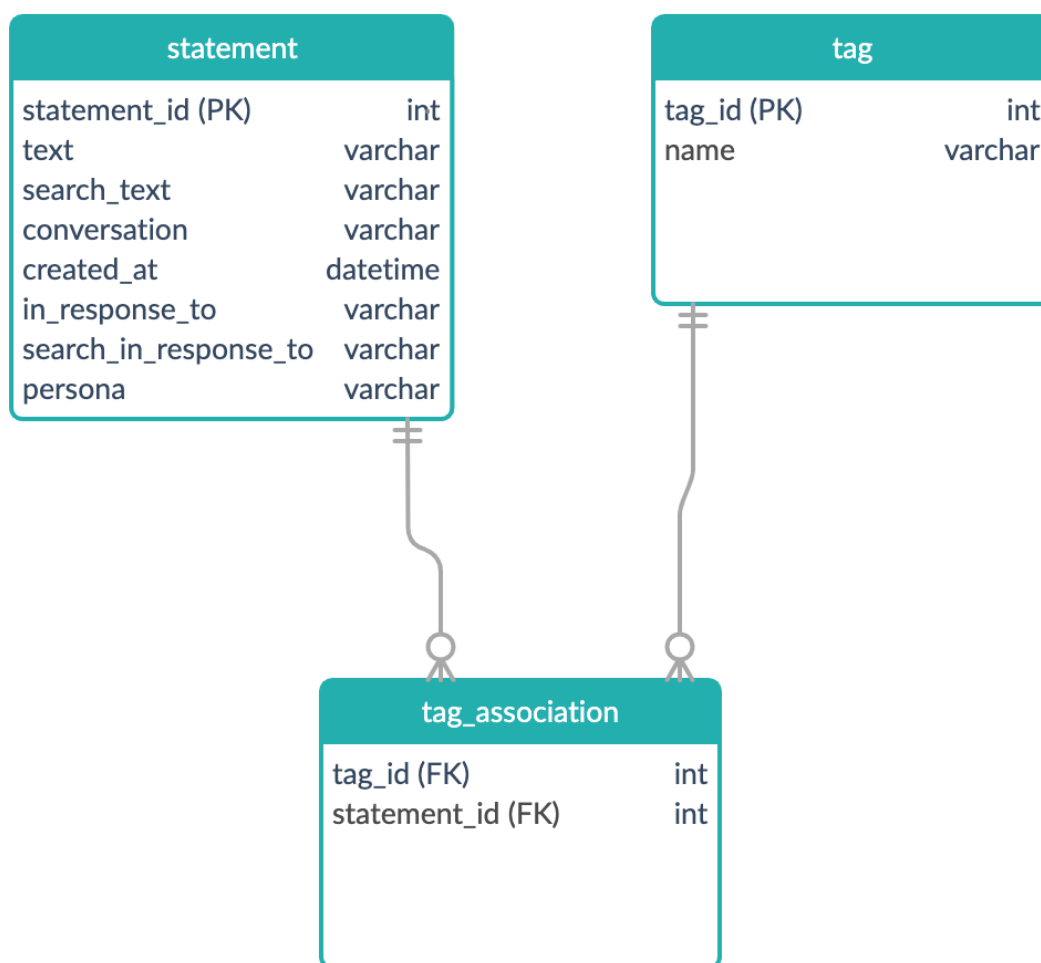 statement
statement_id (PK) int
text varchar
search_text varchar
conversation varchar
created_at datetime
in_response_to varchar
search_in_response_to varchar
persona varchar
tag
tag_id (PK) int
name varchar
tag_association
tag_id (FK) int
statement_id (FK) int